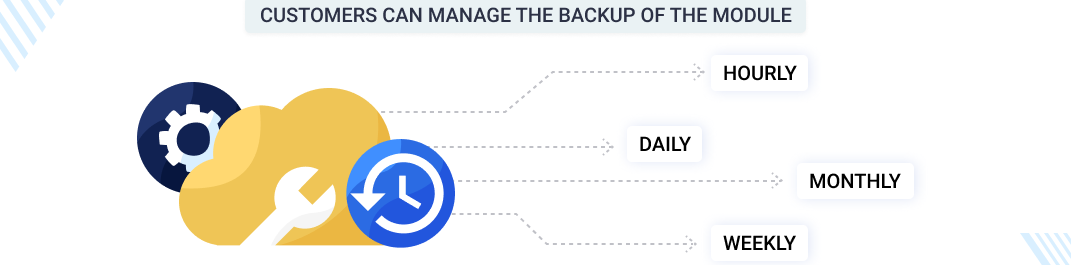 CUSTOMERS CAN MANAGE THE BACKUP OF THE MODULE
HOURLY
DAILY
MONTHLY
WEEKLY